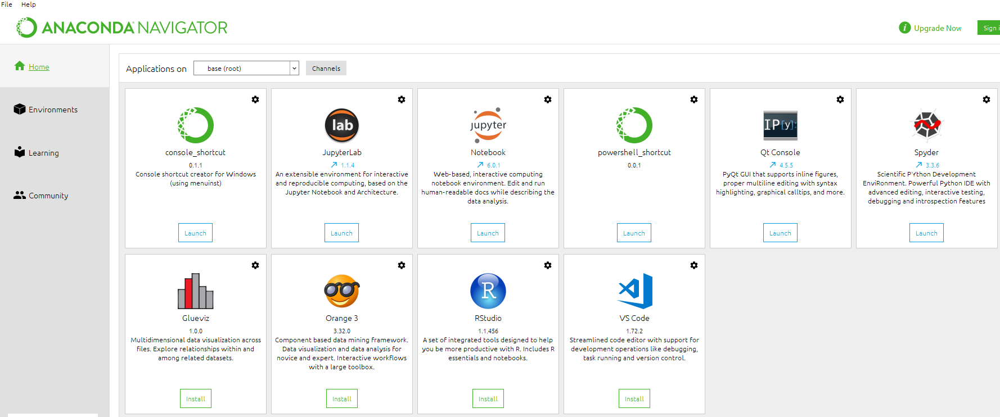 File Help
ANACONDA NAVIGATOR
Upgrade Now
Sign i
Home
Environments
Learning
Community
Applications on base (root) Channels
console_shortcut
0.1.1
Console shortcut creator for Windows
(using menuinst)
Launch
lab
JupyterLab
1.1.4
An extensible environment for interactive
and reproducible computing, based on the
Jupyter Notebook and Architecture.
Launch
jupyter
Notebook
6.0.1
Web-based, interactive computing
notebook environment. Edit and run
human-readable docs while describing the
data analysis.
Launch
powershell_shortcut
0.0.1
Launch
IP[y]:
Qt Console
4.5.5
PyQt GUI that supports inline figures,
proper multiline editing with syntax
highlighting, graphical calltips, and more.
Launch
Spyder
3.3.6
Scientific PYthon Development
EnviRonment. Powerful Python IDE with
advanced editing, interactive testing,
debugging and introspection features
Launch
Glueviz
1.0.0
Multidimensional data visualization across
files. Explore relationships within and
among related datasets.
Install
Orange 3
3.32.0
Component based data mining framework.
Data visualization and data analysis for
novice and expert. Interactive workflows
with a large toolbox.
Install
R
RStudio
1.1.456
A set of integrated tools designed to help
you be more productive with R. Includes R
essentials and notebooks.
Install
VS Code
1.72.2
Streamlined code editor with support for
development operations like debugging,
task running and version control.
Install